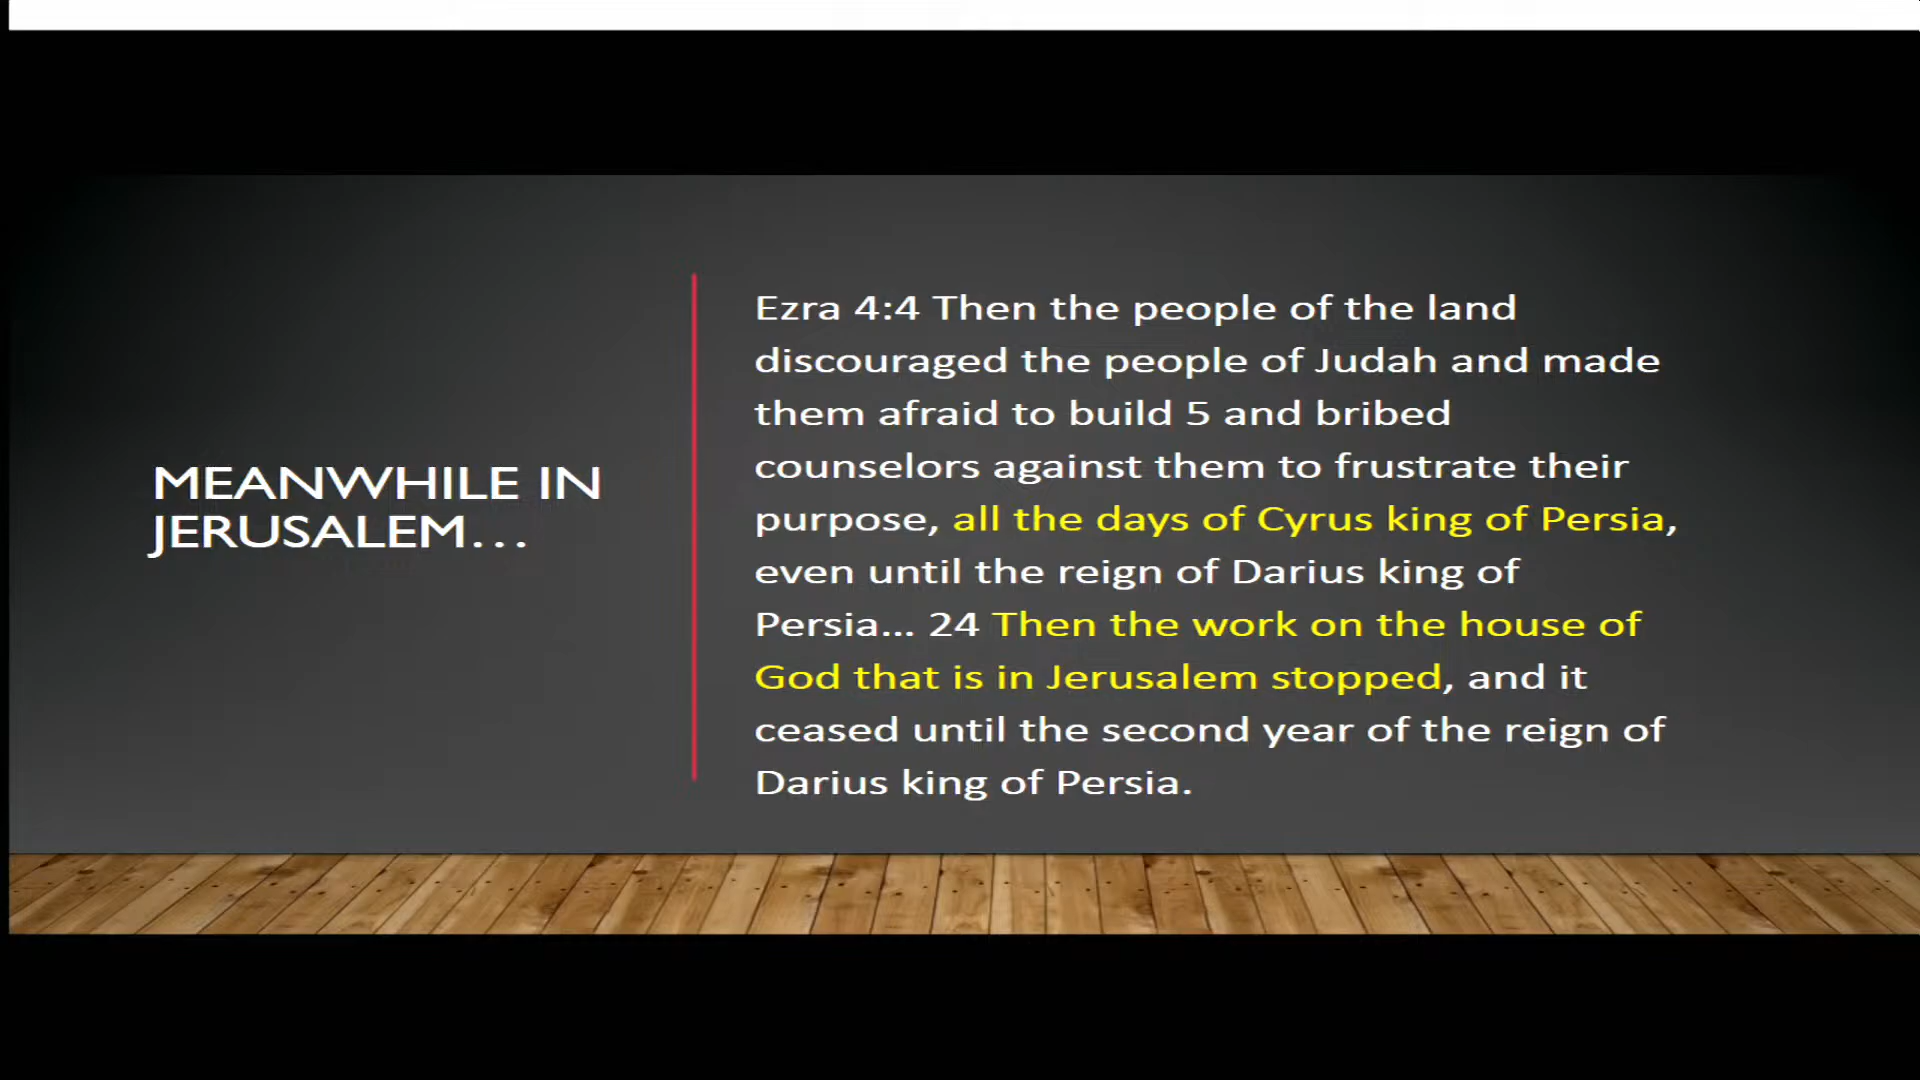 MEANWHILE IN
JERUSALEM...
Ezra 4:4 Then the people of the land
discouraged the people of Judah and made
them afraid to build 5 and bribed
counselors against them to frustrate their
purpose, all the days of Cyrus king of Persia,
even until the reign of Darius king of
Persia... 24 Then the work on the house of
God that is in Jerusalem stopped, and it
ceased until the second year of the reign of
Darius king of Persia.